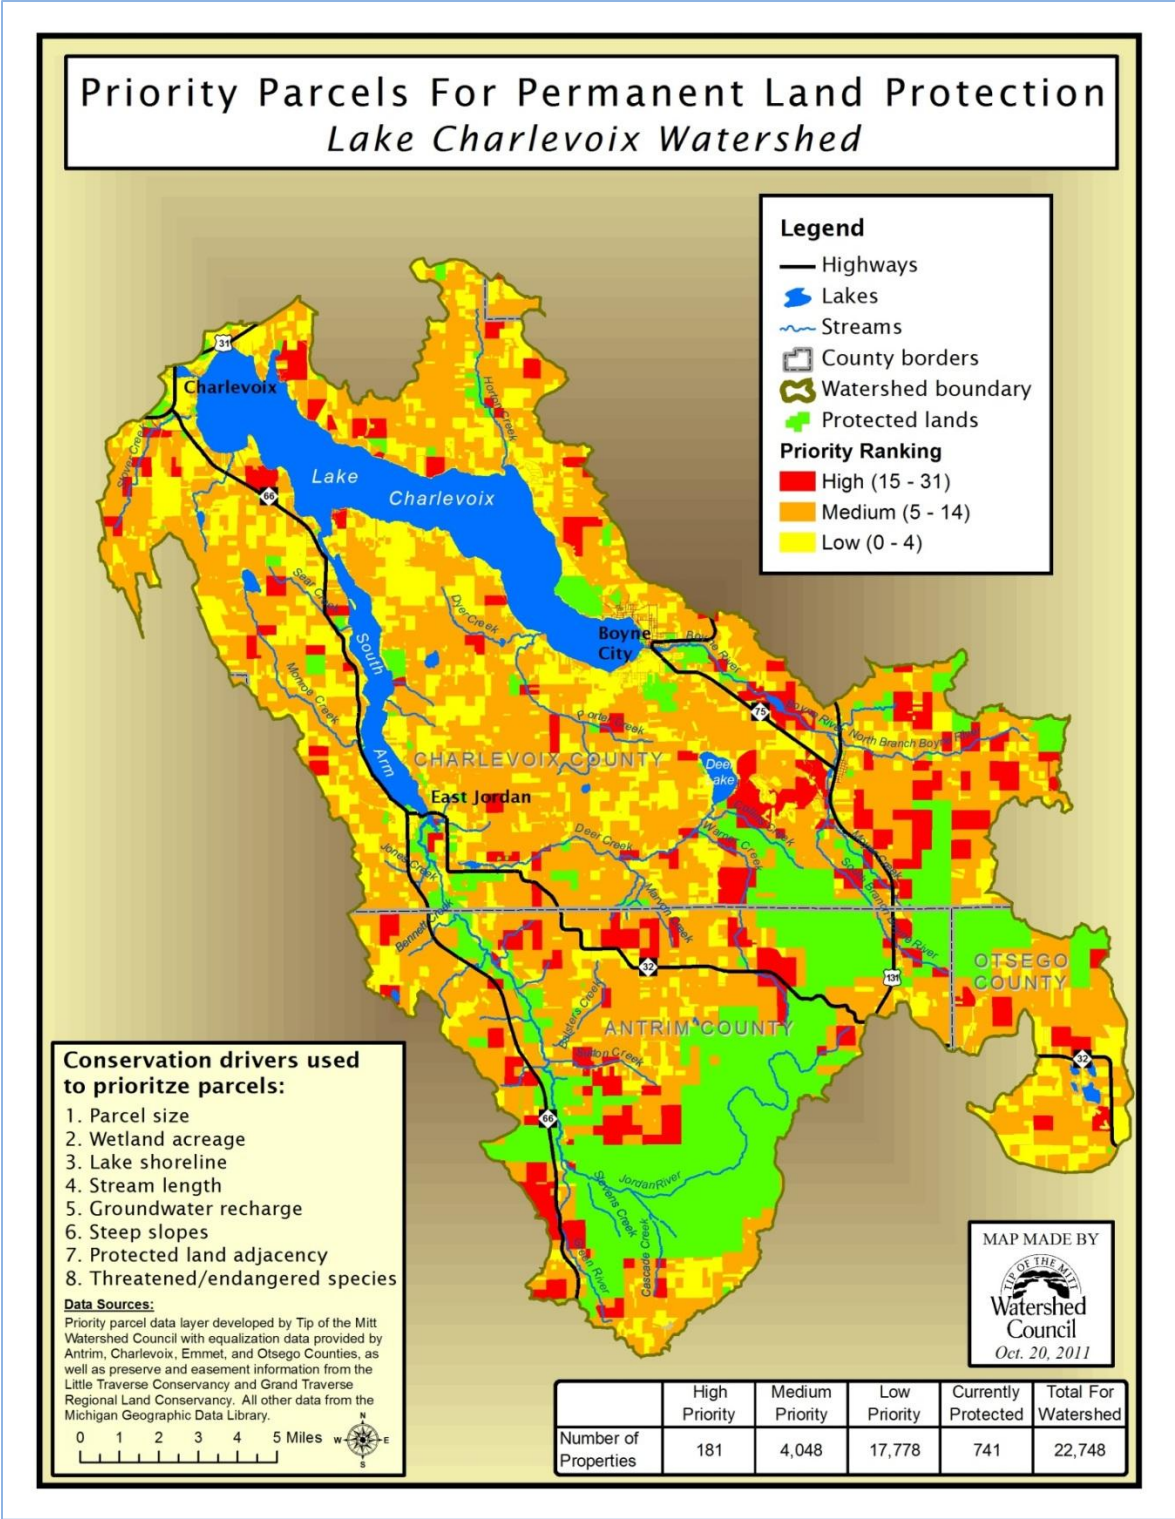 Priority Parcels For Permanent Land Protection
Lake Charlevoix Watershed
Legend
Highways
Lakes
Streams
County borders
Watershed boundary
Protected lands
Priority Ranking
High (15 - 31)
Medium (5 - 14)
Low (0 - 4)
31
Charlevoix
Horton Creek
Stover Creek
Lake
Charlevoix
66
Sear Creek
Dyer Creek
South
Boyne
City
Boyne River
Monroe Creek
75
Boyne River
Porter Creek
North Branch Boyne River
Arm
CHARLEVOIX COUNTY
Deer
Lake
East Jordan
Deer Creek
Warner Creek
Jones Creek
Marvon Creek
South Branch Boyne River
Bennett Creek
32
131
OTSEGO
COUNTY
ANTRIM COUNTY
32
66
Jordan River
Stevens Creek
Cascade Creek
Green River
Conservation drivers used
to prioritze parcels:
1. Parcel size
2. Wetland acreage
3. Lake shoreline
4. Stream length
5. Groundwater recharge
6. Steep slopes
7. Protected land adjacency
8. Threatened/endangered species
Data Sources:
Priority parcel data layer developed by Tip of the Mitt
Watershed Council with equalization data provided by
Antrim, Charlevoix, Emmet, and Otsego Counties, as
well as preserve and easement information from the
Little Traverse Conservancy and Grand Traverse
Regional Land Conservancy. All other data from the
Michigan Geographic Data Library.
N
W E
S
0 1 2 3 4 5 Miles
MAP MADE BY
TIP OF THE MITT
Watershed
Council
Oct. 20, 2011
High Priority Medium Priority Low Priority Currently Protected Total For Watershed
Number of Properties 181 4,048 17,778 741 22,748